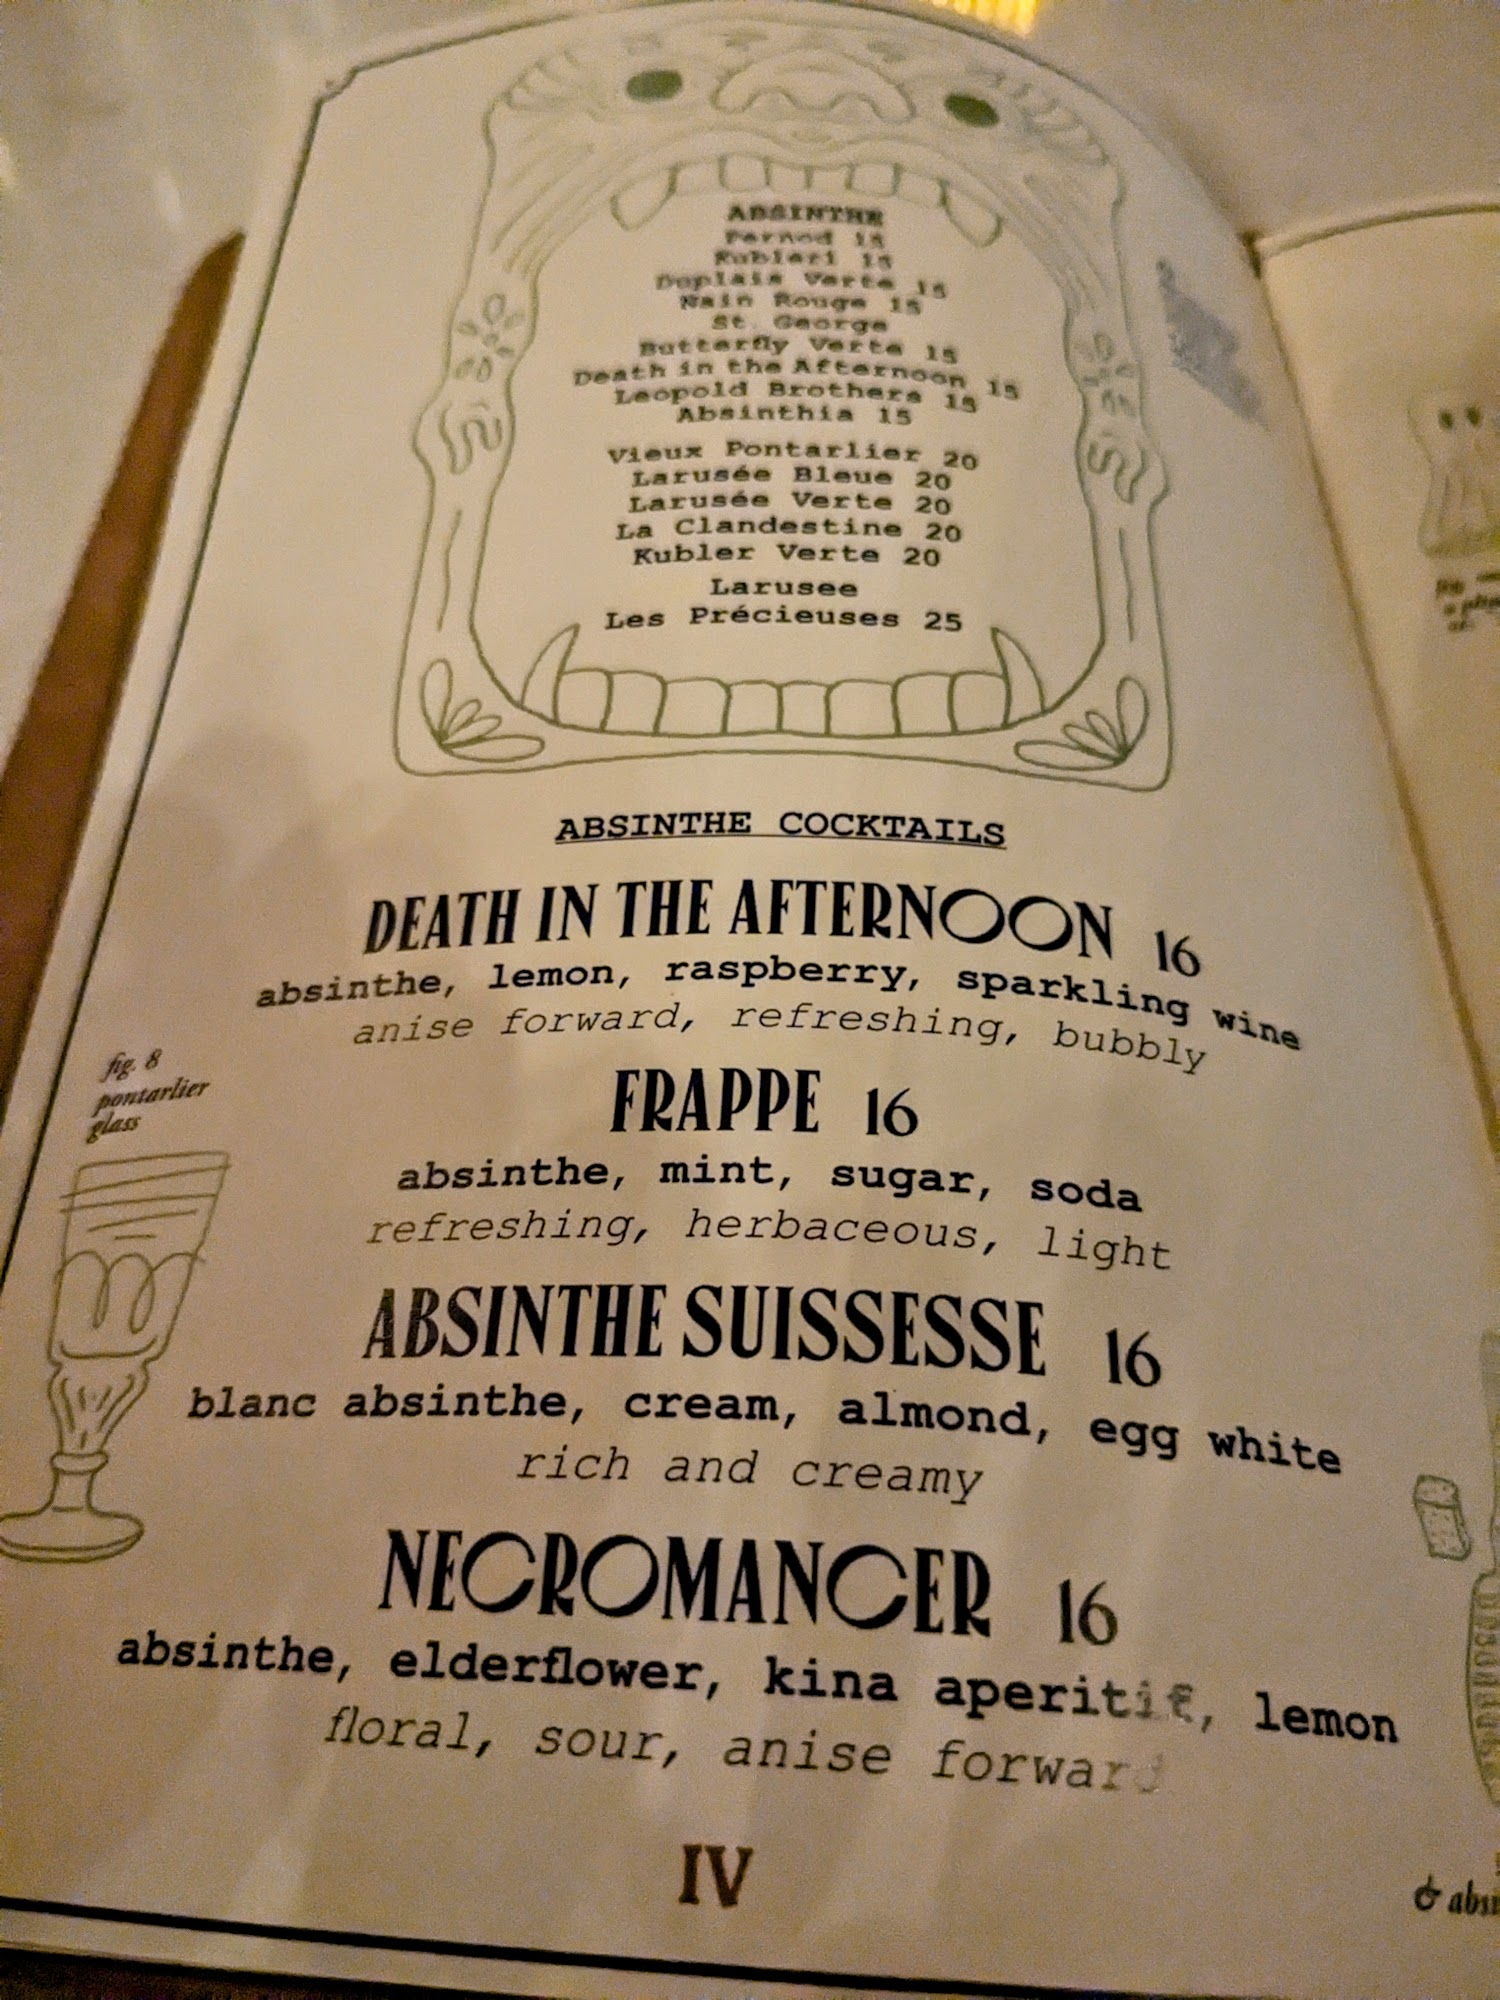 ABSINTHE
Pernod 15
Kubleri 15
Duplais Verte 15
Nain Rouge 15
St. George
Butterfly Verte 15
Death in the Afternoon 15
Leopold Brothers 15
Absinthia 15
Vieux Pontarlier 20
Larusée Bleue 20
Larusée Verte 20
La Clandestine 20
Kubler Verte 20
Larusee
Les Précieuses 25
ABSINTHE COCKTAILS
DEATH IN THE AFTERNOON 16
absinthe, lemon, raspberry, sparkling wine
anise forward, refreshing, bubbly
FRAPPE 16
absinthe, mint, sugar, soda
refreshing, herbaceous, light
fig. 8
pontarlier
glass
ABSINTHE SUISSESSE 16
blanc absinthe, cream, almond, egg white
rich and creamy
NECROMANCER 16
absinthe, elderflower, kina aperitif, lemon
floral, sour, anise forward
IV